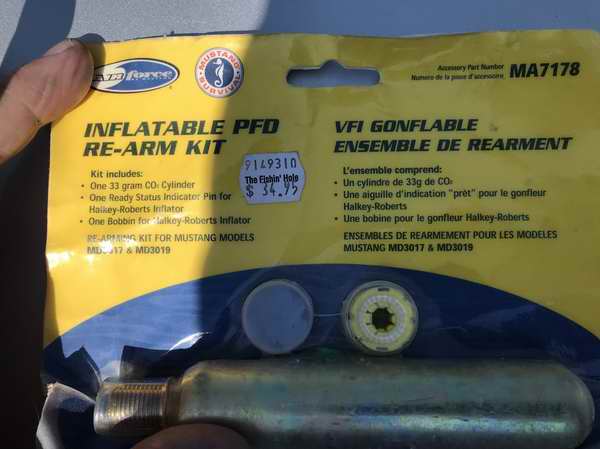 AIR force
MUSTANG SURVIVAL
Accessory Part Number
Numéro de la pièce d'accessoire
MA7178
INFLATABLE PFD
RE-ARM KIT
Kit includes:
• One 33 gram CO₂ Cylinder
• One Ready Status Indicator Pin for
Halkey-Roberts Inflator
• One Bobbin for Halkey-Roberts Inflator
RE-ARMING KIT FOR MUSTANG MODELS
MD3017 & MD3019
9149310
The Fishin' Hole
$ 34.95
VFI GONFLABLE
ENSEMBLE DE REARMENT
L'ensemble comprend:
• Un cylindre de 33g de CO₂
• Une aiguille d'indication "prèt" pour le gonfleur
Halkey-Roberts
• Une bobine pour le gonfleur Halkey-Roberts
ENSEMBLES DE REARMEMENT POUR LES MODELES
MUSTANG MD3017 & MD3019